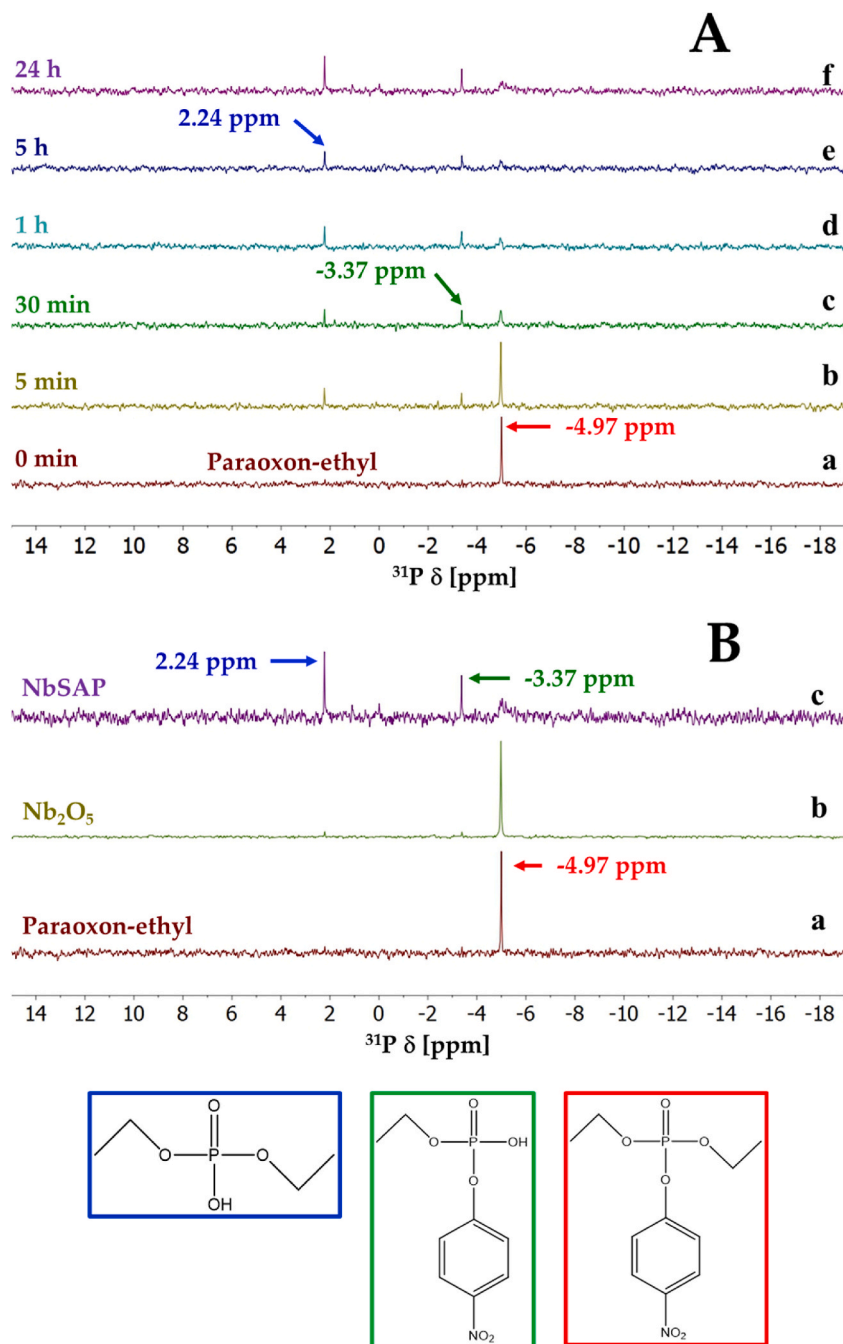 A
24 h
f
2.24 ppm
5 h
e
1 h
d
-3.37 ppm
30 min
c
5 min
b
-4.97 ppm
0 min Paraoxon-ethyl a
14 12 10 8 6 4 2 0 -2 -4 -6 -8 -10 -12 -14 -16 -18
³¹P δ [ppm]
B
2.24 ppm
-3.37 ppm
NbSAP
c
Nb₂O₅
b
-4.97 ppm
Paraoxon-ethyl a
14 12 10 8 6 4 2 0 -2 -4 -6 -8 -10 -12 -14 -16 -18
³¹P δ [ppm]
O
O P O
OH
O
O P OH
O
NO₂
O
O P O
O
NO₂